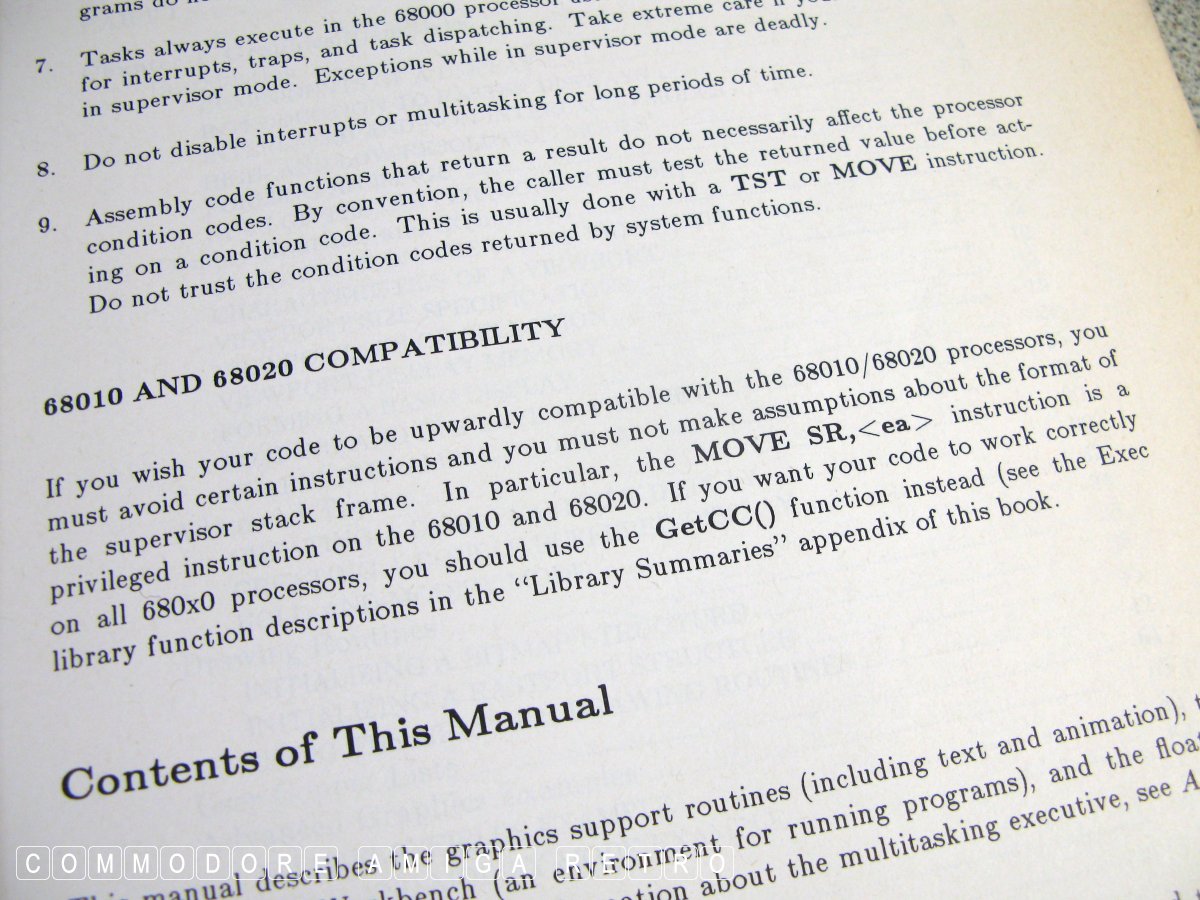 grams do
7. Tasks always execute in the 68000 processor
for interrupts, traps, and task dispatching. Take extreme care if
in supervisor mode. Exceptions while in supervisor mode are deadly.
8. Do not disable interrupts or multitasking for long periods of time.
9. Assembly code functions that return a result do not necessarily affect the processor
condition codes. By convention, the caller must test the returned value before act-
ing on a condition code. This is usually done with a TST or MOVE instruction.
Do not trust the condition codes returned by system functions.
68010 AND 68020 COMPATIBILITY
If you wish your code to be upwardly compatible with the 68010/68020 processors, you
must avoid certain instructions and you must not make assumptions about the format of
the supervisor stack frame. In particular, the MOVE SR,<ea> instruction is a
privileged instruction on the 68010 and 68020. If you want your code to work correctly
on all 680x0 processors, you should use the GetCC() function instead (see the Exec
library function descriptions in the “Library Summaries” appendix of this book.
Contents of This Manual
This manual describes the graphics support routines (including text and animation),
(an environment for running programs), and the
about the multitasking executive, see
COMMODORE AMIGA RETRO